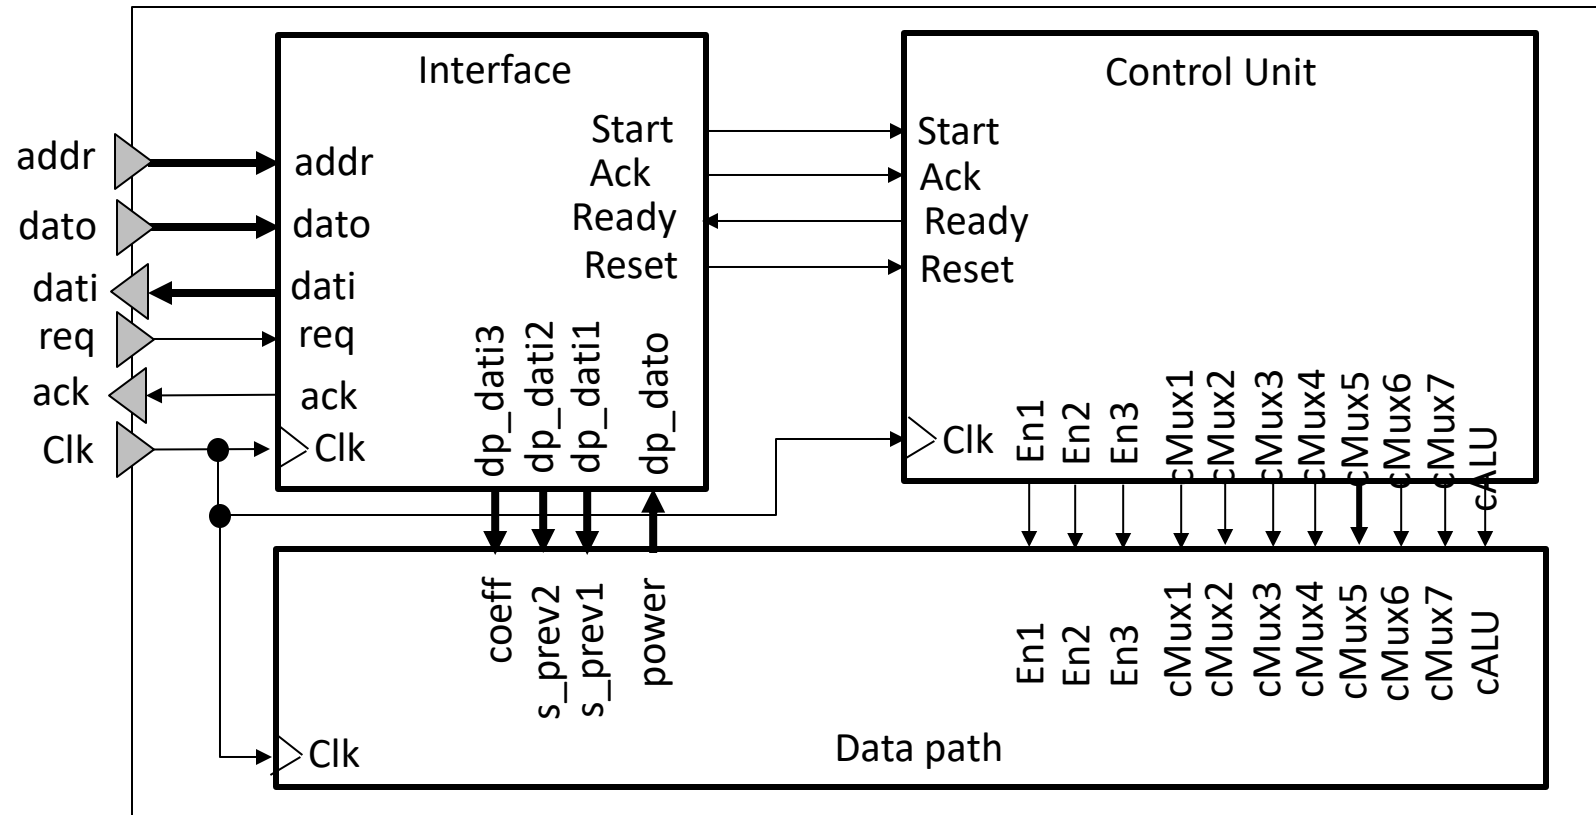 Interface
Control Unit
addr
dato
dati
req
ack
Clk
addr
dato
dati
req
ack
Clk
Start
Ack
Ready
Reset
dp_dati3
dp_dati2
dp_dati1
dp_dato
Start
Ack
Ready
Reset
Clk
En1
En2
En3
cMux1
cMux2
cMux3
cMux4
cMux5
cMux6
cMux7
cALU
coeff
s_prev2
s_prev1
power
En1
En2
En3
cMux1
cMux2
cMux3
cMux4
cMux5
cMux6
cMux7
cALU
Clk
Data path